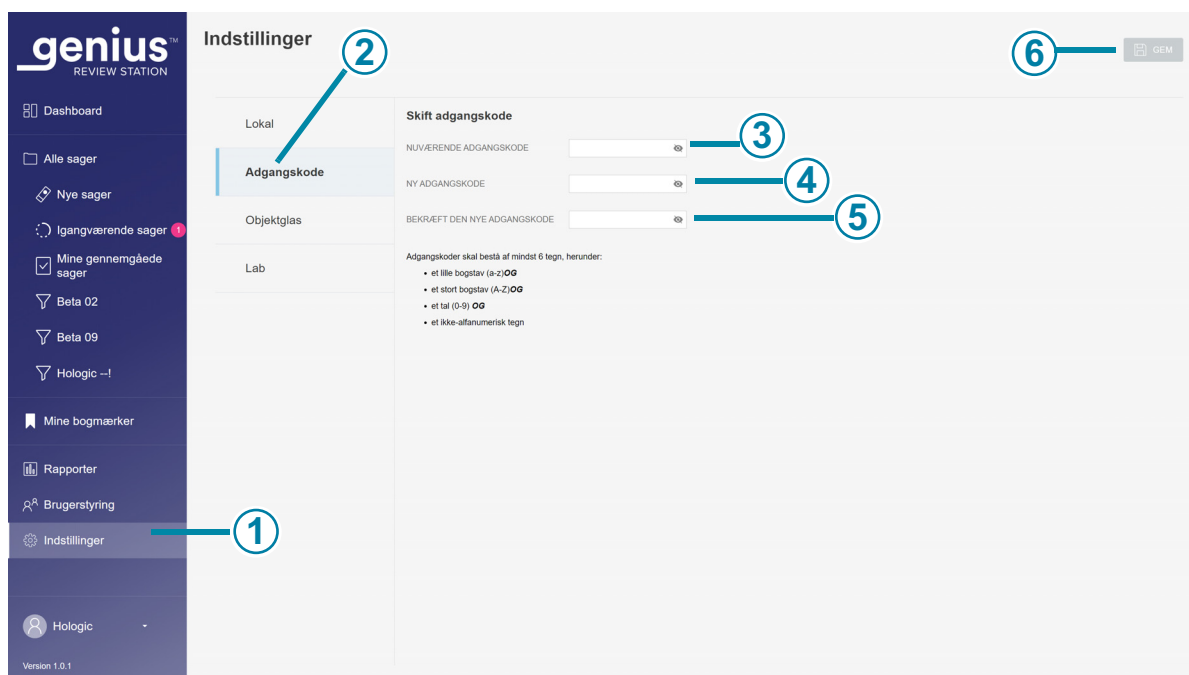 genius™
REVIEW STATION
Dashboard
Alle sager
Nye sager
Igangværende sager 1
Mine gennemgåede
sager
Beta 02
Beta 09
Hologic --!
Mine bogmærker
Rapporter
Brugerstyring
Indstillinger
Hologic
Version 1.0.1
Indstillinger
GEM
Lokal
Adgangskode
Objektglas
Lab
Skift adgangskode
NUVÆRENDE ADGANGSKODE
NY ADGANGSKODE
BEKRÆFT DEN NYE ADGANGSKODE
Adgangskoder skal bestå af mindst 6 tegn, herunder:
• et lille bogstav (a-z)OG
• et stort bogstav (A-Z)OG
• et tal (0-9) OG
• et ikke-alfanumerisk tegn
1
2
3
4
5
6